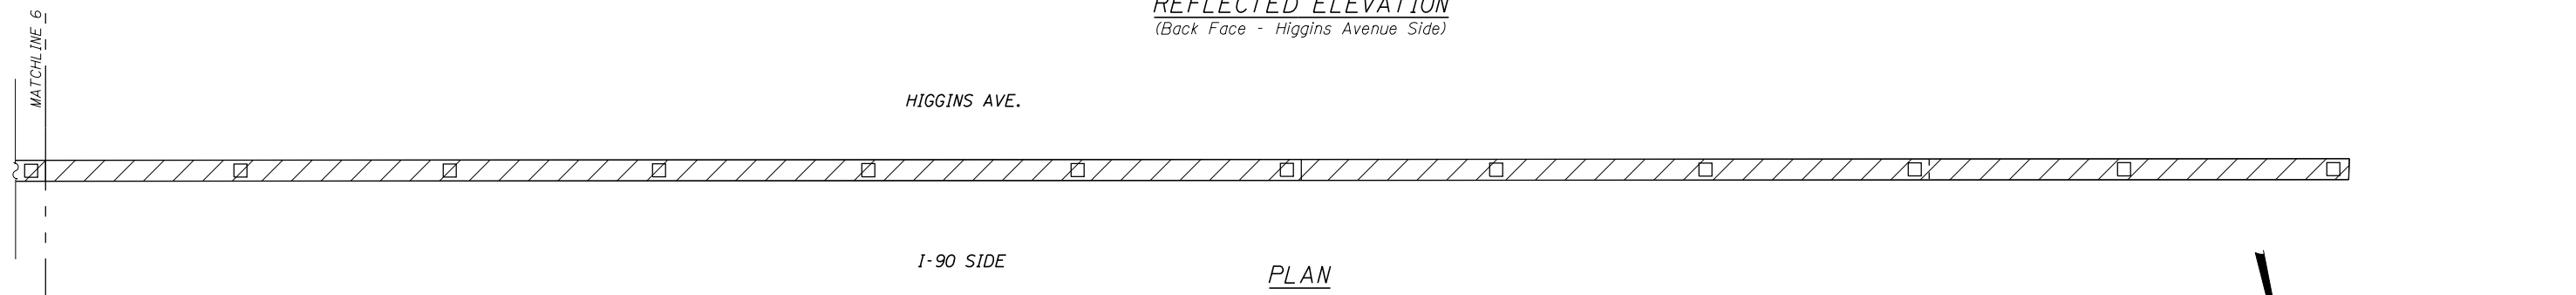 REFLECTED ELEVATION
(Back Face - Higgins Avenue Side)
MATCHLINE 6
HIGGINS AVE.
I-90 SIDE
PLAN